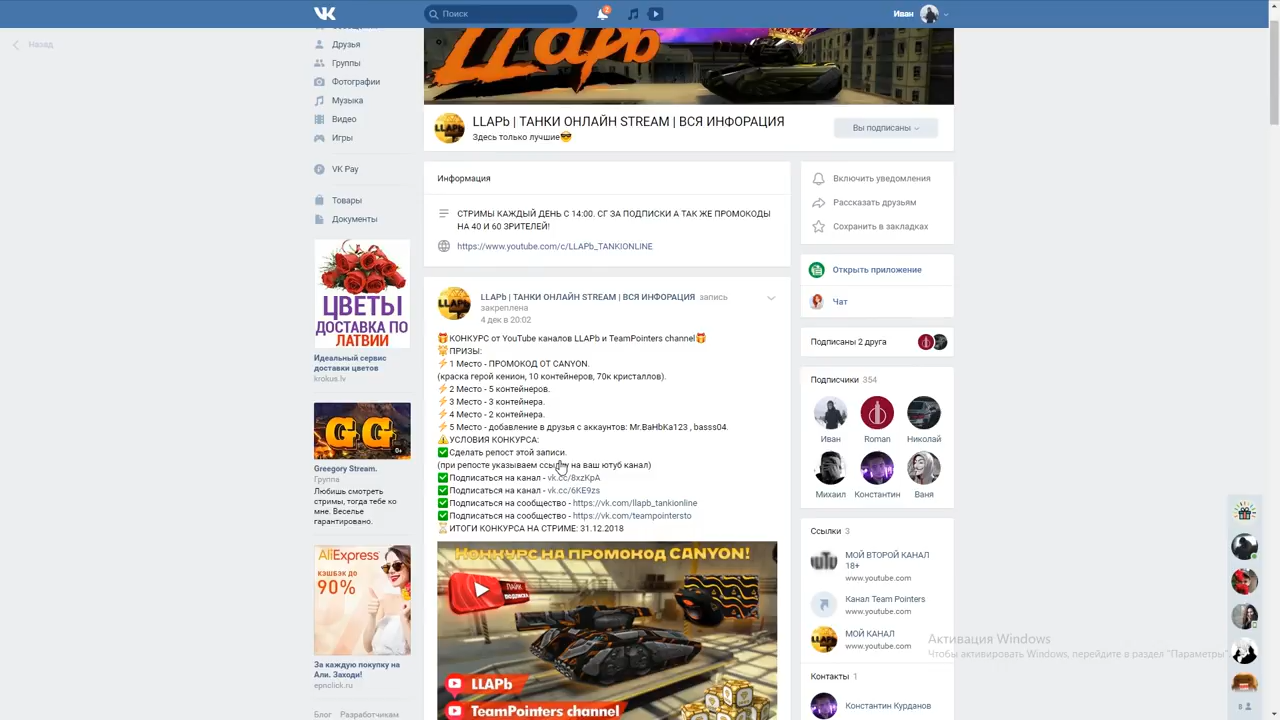 Поиск
2
Иван
Назад
Друзья
Группы
Фотографии
Музыка
Видео
Игры
VK Pay
Товары
Документы
ЦВЕТЫ
ДОСТАВКА ПО
ЛАТВИИ
Идеальный сервис
доставки цветов
krokus.lv
GG
0+
Greegory Stream.
Группа
Любишь смотреть
стримы, тогда тебе ко
мне. Веселье
гарантировано.
AliExpress
КЭШБЭК ДО
90%
За каждую покупку на
Али. Заходи!
epnclick.ru
Блог Разработчикам
LLAPb
LLAPb | ТАНКИ ОНЛАЙН STREAM | ВСЯ ИНФОРАЦИЯ
Здесь только лучшие😎
Вы подписаны
Информация
СТРИМЫ КАЖДЫЙ ДЕНЬ С 14:00. СГ ЗА ПОДПИСКИ А ТАК ЖЕ ПРОМОКОДЫ
НА 40 И 60 ЗРИТЕЛЕЙ!
https://www.youtube.com/c/LLAPb_TANKIONLINE
LLAPb | ТАНКИ ОНЛАЙН STREAM | ВСЯ ИНФОРАЦИЯ запись
закреплена
4 дек в 20:02
🎁КОНКУРС от YouTube каналов LLAPb и TeamPointers channel🎁
ПРИЗЫ:
⚡1 Место - ПРОМОКОД ОТ CANYON.
(краска герой кенион, 10 контейнеров, 70к кристаллов).
⚡2 Место - 5 контейнеров.
⚡3 Место - 3 контейнера.
⚡4 Место - 2 контейнера.
⚡5 Место - добавление в друзья с аккаунтов: Mr.BaHbKa123 , basss04.
⚠УСЛОВИЯ КОНКУРСА:
✅Сделать репост этой записи.
(при репосте указываем ссылку на ваш ютуб канал)
✅Подписаться на канал - vk.cc/8xzKpA
✅Подписаться на канал - vk.cc/6KE9zs
✅Подписаться на сообщество - https://vk.com/llapb_tankionline
✅Подписаться на сообщество - https://vk.com/teampointersto
⏳ИТОГИ КОНКУРСА НА СТРИМЕ: 31.12.2018
КОНКУРС НА ПРОМОКОД CANYON!
ЛАЙК
ПОДПИСКА
LLAPb
TeamPointers channel
Включить уведомления
Рассказать друзьям
Сохранить в закладках
Открыть приложение
Чат
Подписаны 2 друга
Подписчики 354
Иван Roman Николай
Михаил Константин Ваня
Ссылки 3
МОЙ ВТОРОЙ КАНАЛ
18+
www.youtube.com
Канал Team Pointers
www.youtube.com
МОЙ КАНАЛ
www.youtube.com
Контакты 1
Константин Курданов
Активация Windows
Чтобы активировать Windows, перейдите в раздел "Параметры".
8